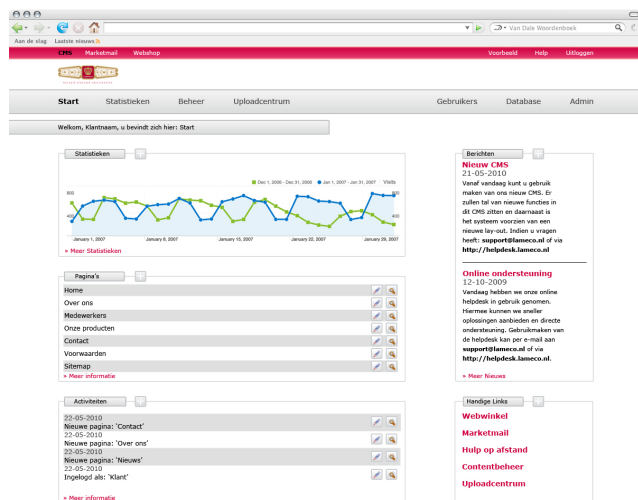 Van Dale Woordenboek
Aan de slag Laatste nieuws
CMS Marketmail Webshop Voorbeeld Help Uitloggen
Start Statistieken Beheer Uploadcentrum Gebruikers Database Admin
Welkom, Klantnaam, u bevindt zich hier: Start
Statistieken
Dec 1, 2006 - Dec 31, 2006 Jan 1, 2007 - Jan 31, 2007 Visits
800 800
400 400
January 1, 2007 January 8, 2007 January 15, 2007 January 22, 2007 January 29, 2007
» Meer Statistieken
Pagina's
Home
Over ons
Medewerkers
Onze producten
Contact
Voorwaarden
Sitemap
» Meer informatie
Activiteiten
22-05-2010
Nieuwe pagina: 'Contact'
22-05-2010
Nieuwe pagina: 'Over ons'
22-05-2010
Nieuwe pagina: 'Nieuws'
22-05-2010
Ingelogd als: 'Klant'
» Meer informatie
Berichten
Nieuw CMS
21-05-2010
Vanaf vandaag kunt u gebruik
maken van ons nieuw CMS. Er
zullen tal van nieuwe functies in
dit CMS zitten en daarnaast is
het systeem voorzien van een
nieuwe lay-out. Indien u vragen
heeft: support@lameco.nl of via
http://helpdesk.lameco.nl/
Online ondersteuning
12-10-2009
Vandaag hebben we onze online
helpdesk in gebruik genomen.
Hiermee kunnen we sneller
oplossingen aanbieden en directe
ondersteuning. Gebruikmaken van
de helpdesk kan per e-mail aan
support@lameco.nl of via
http://helpdesk.lameco.nl.
» Meer Nieuws
Handige Links
Webwinkel
Marketmail
Hulp op afstand
Contentbeheer
Uploadcentrum